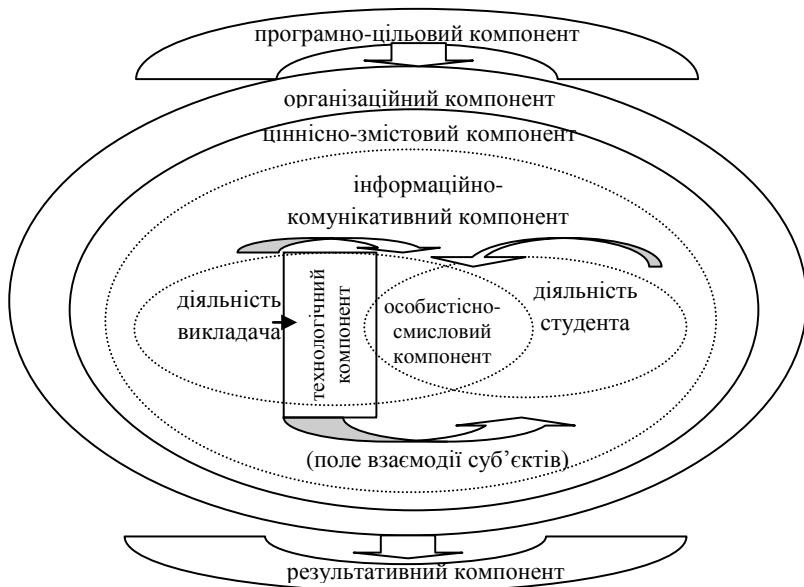 програмно-цільовий компонент
організаційний компонент
ціннісно-змістовий компонент
інформаційно-
комунікативний компонент
діяльність
викладача
технологічний
компонент
особистісно-
смисловий
компонент
діяльність
студента
(поле взаємодії суб’єктів)
результативний компонент